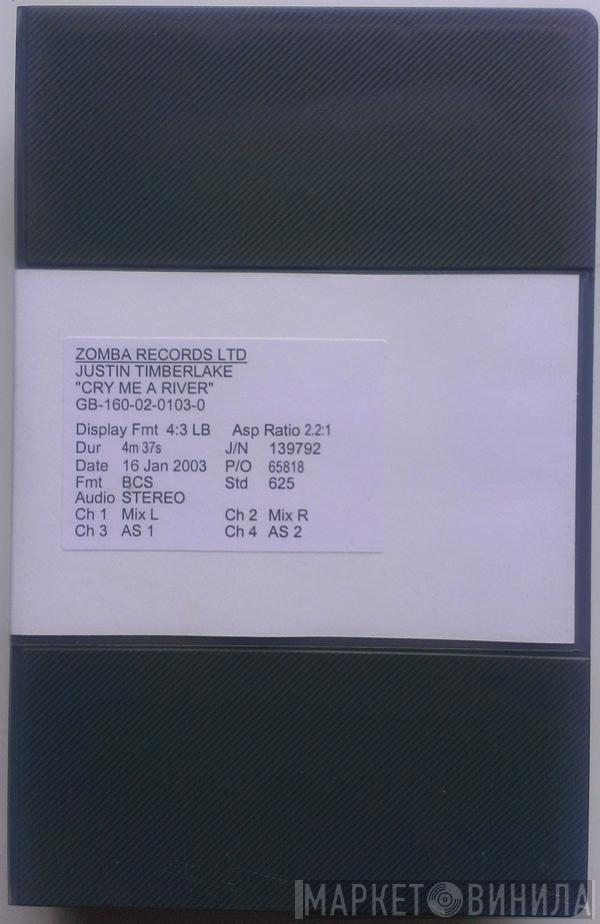 ZOMBA RECORDS LTD
JUSTIN TIMBERLAKE
"CRY ME A RIVER"
GB-160-02-0103-0
Display Fmt 4:3 LB Asp Ratio 2.2:1
Dur 4m 37s J/N 139792
Date 16 Jan 2003 P/O 65818
Fmt BCS Std 625
Audio STEREO
Ch 1 Mix L Ch 2 Mix R
Ch 3 AS 1 Ch 4 AS 2
МАРКЕТ ВИНИЛА